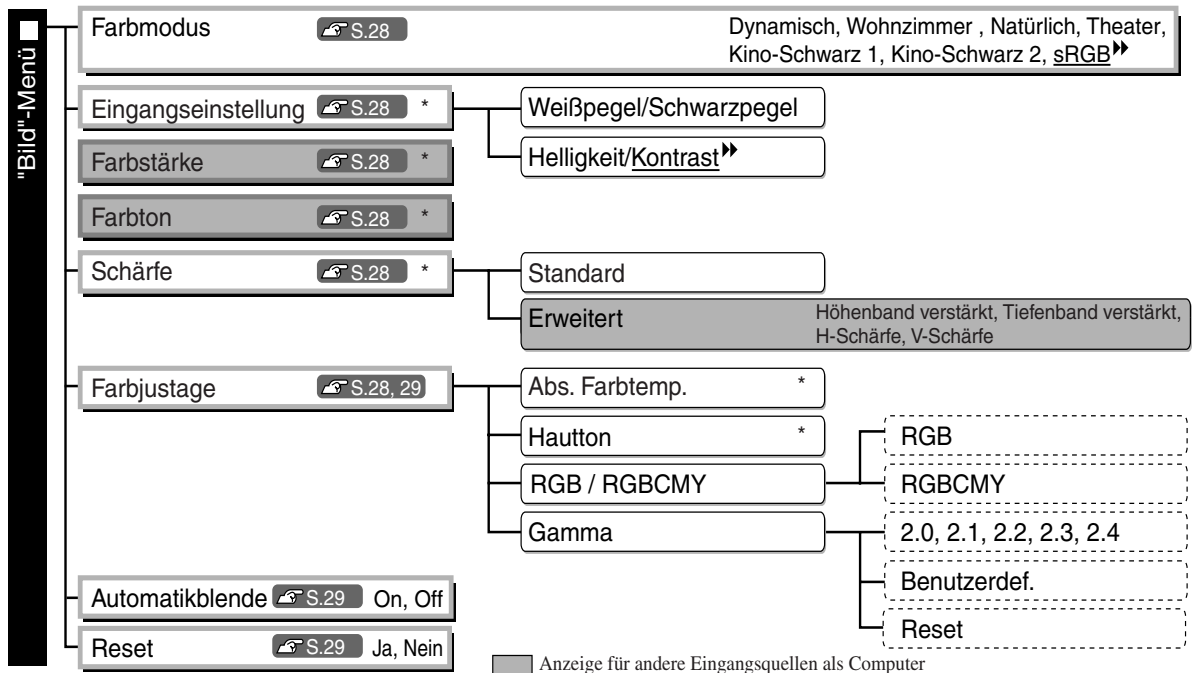 "Bild"-Menü
Farbmodus S.28 Dynamisch, Wohnzimmer , Natürlich, Theater,
Kino-Schwarz 1, Kino-Schwarz 2, sRGB
Eingangseinstellung S.28 * Weißpegel/Schwarzpegel
Helligkeit/Kontrast
Farbstärke S.28 *
Farbton S.28 *
Schärfe S.28 * Standard
Erweitert Höhenband verstärkt, Tiefenband verstärkt,
H-Schärfe, V-Schärfe
Farbjustage S.28, 29 Abs. Farbtemp. *
Hautton * RGB
RGB / RGBCMY RGBCMY
Gamma 2.0, 2.1, 2.2, 2.3, 2.4
Benutzerdef.
Reset
Automatikblende S.29 On, Off
Reset S.29 Ja, Nein
Anzeige für andere Eingangsquellen als Computer